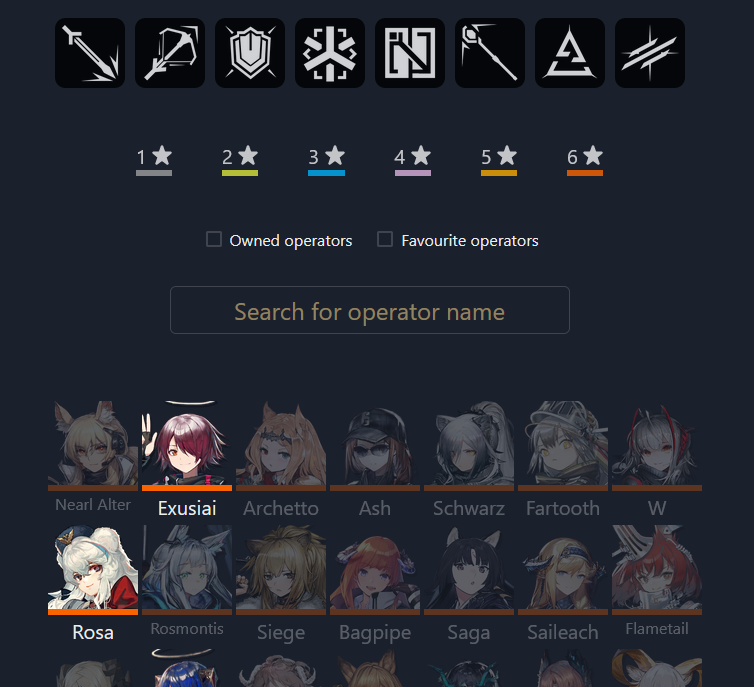 1 ★ 2 ★ 3 ★ 4 ★ 5 ★ 6 ★
Owned operators Favourite operators
Search for operator name
Nearl Alter Exusiai Archetto Ash Schwarz Fartooth W
Rosa Rosmontis Siege Bagpipe Saga Saileach Flametail